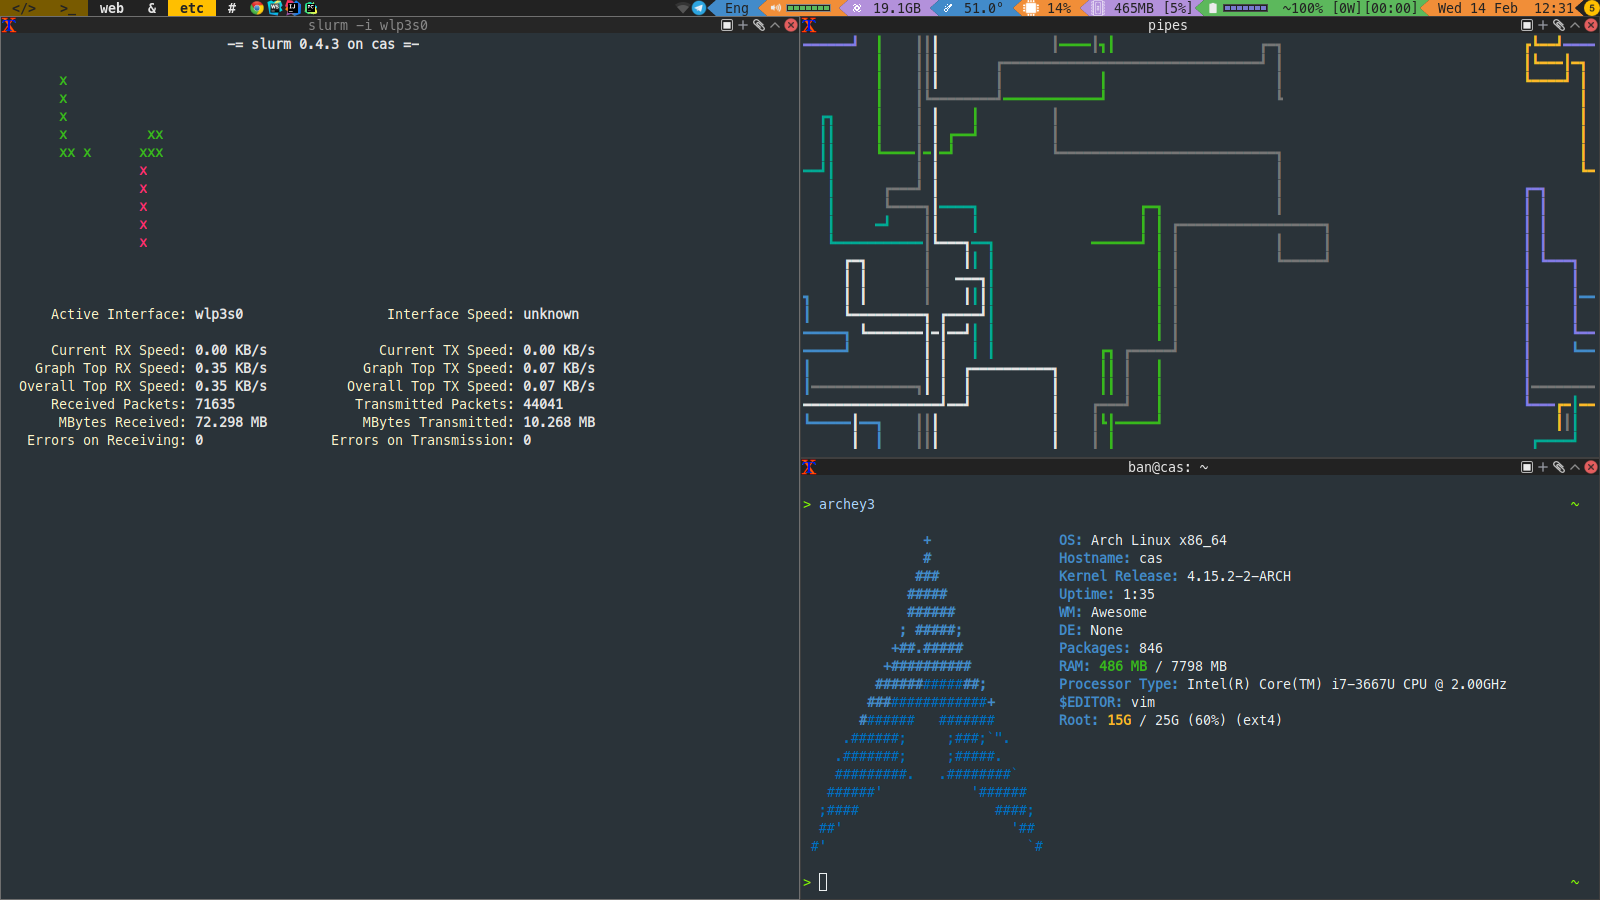 </> >_ web & etc # Eng 19.1GB 51.0° 14% 465MB [5%] ~100% [0W][00:00] Wed 14 Feb 12:31 5
slurm -i wlp3s0
-= slurm 0.4.3 on cas =-
x
x
x
x xx
xx x xxx
x
x
x
x
x
Active Interface: wlp3s0 Interface Speed: unknown
Current RX Speed: 0.00 KB/s Current TX Speed: 0.00 KB/s
Graph Top RX Speed: 0.35 KB/s Graph Top TX Speed: 0.07 KB/s
Overall Top RX Speed: 0.35 KB/s Overall Top TX Speed: 0.07 KB/s
Received Packets: 71635 Transmitted Packets: 44041
MBytes Received: 72.298 MB MBytes Transmitted: 10.268 MB
Errors on Receiving: 0 Errors on Transmission: 0
pipes
ban@cas: ~
> archey3 ~
+ OS: Arch Linux x86_64
# Hostname: cas
### Kernel Release: 4.15.2-2-ARCH
##### Uptime: 1:35
###### WM: Awesome
; #####; DE: None
+##.##### Packages: 846
+########## RAM: 486 MB / 7798 MB
#############; Processor Type: Intel(R) Core(TM) i7-3667U CPU @ 2.00GHz
###############+ $EDITOR: vim
####### ####### Root: 15G / 25G (60%) (ext4)
.######; ;###;`".
.#######; ;#####.
#########. .########`
######' '######
;#### ####;
##' '##
#' `#
> ~